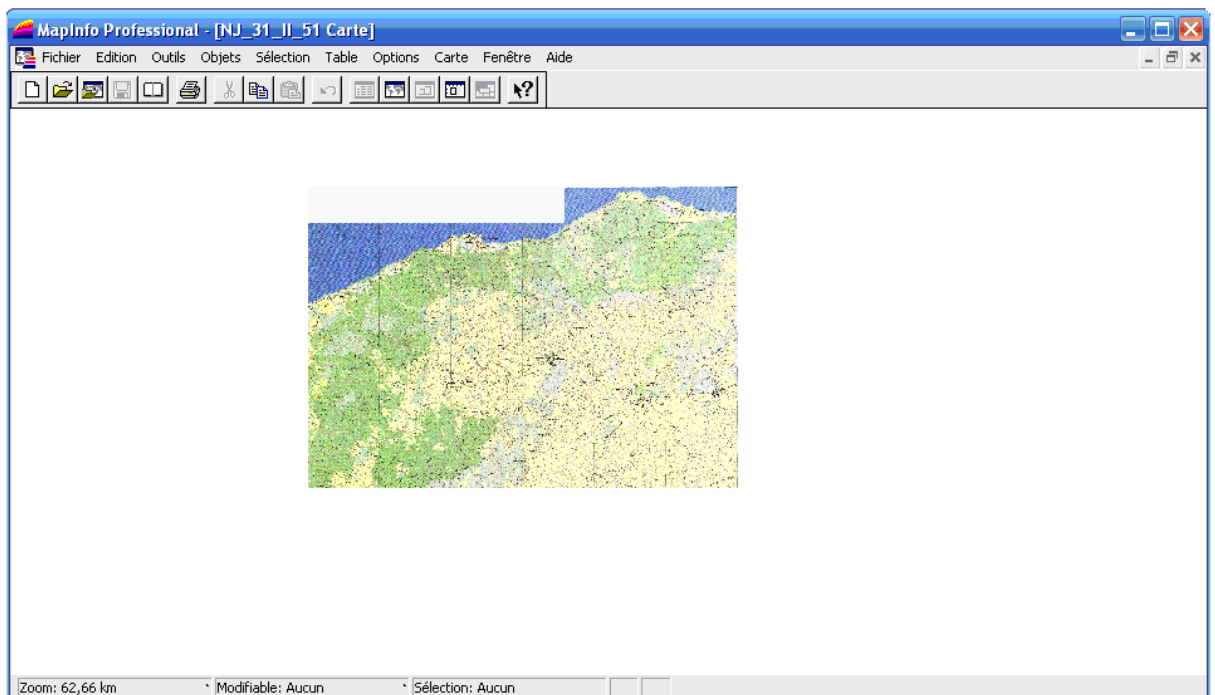 MapInfo Professional - [NJ_31_II_51 Carte]
Fichier Edition Outils Objets Sélection Table Options Carte Fenêtre Aide
Zoom: 62,66 km Modifiable: Aucun Sélection: Aucun